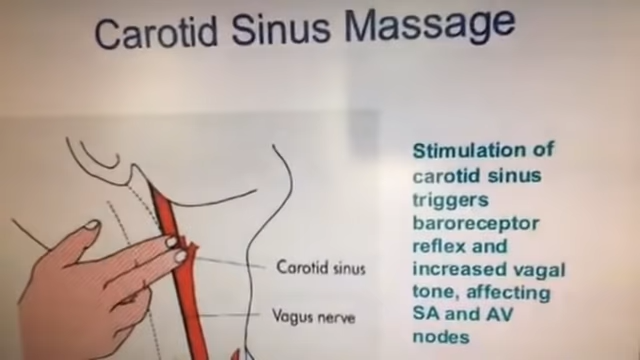 Carotid Sinus Massage
Stimulation of
carotid sinus
triggers
baroreceptor
reflex and
increased vagal
tone, affecting
SA and AV
nodes
Carotid sinus
Vagus nerve